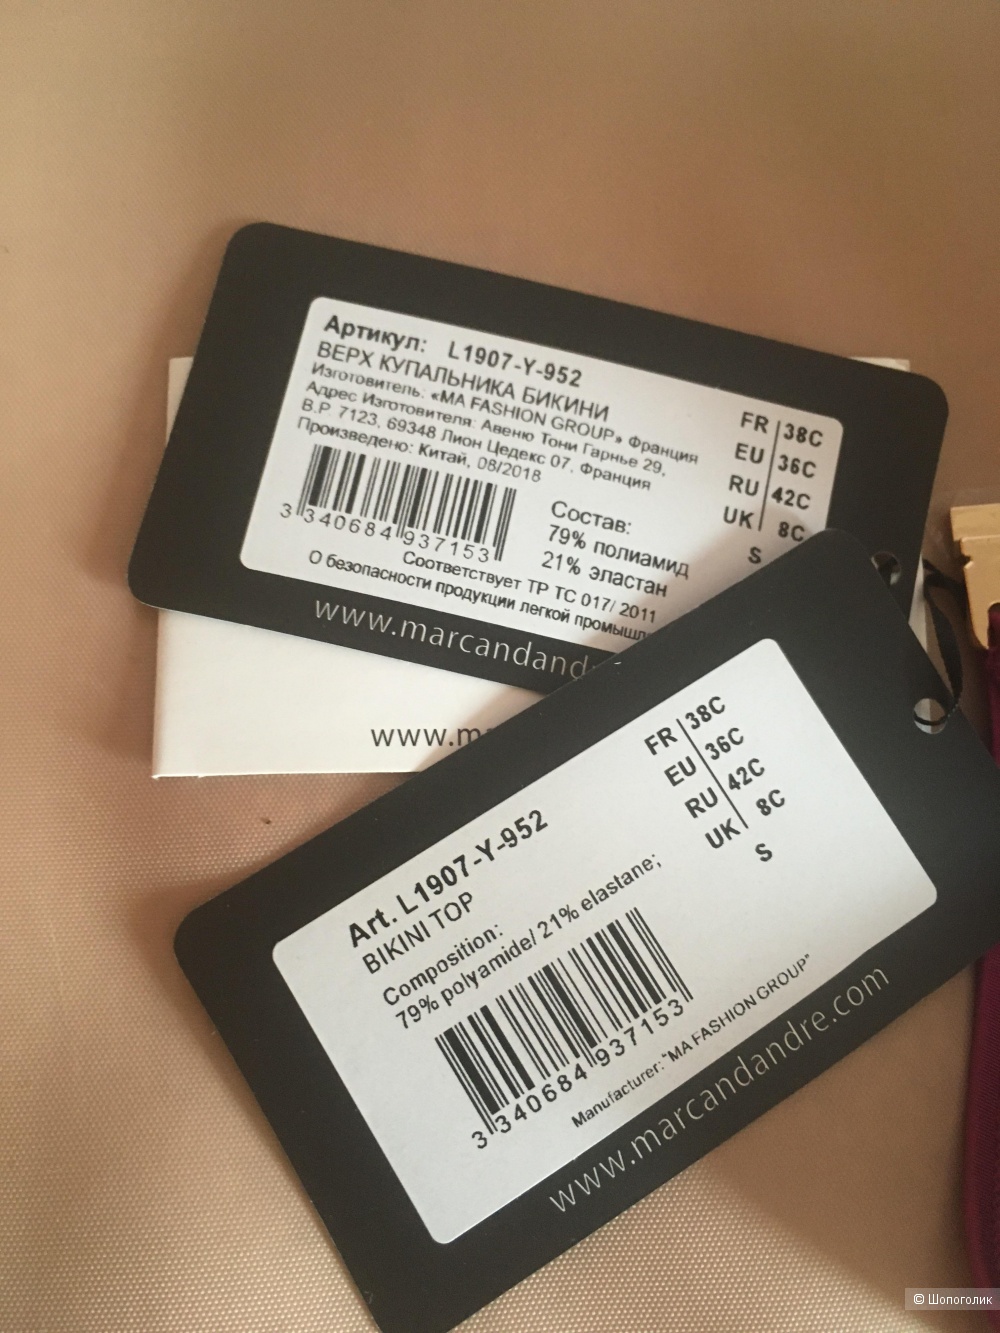 Артикул: L1907-Y-952
ВЕРХ КУПАЛЬНИКА БИКИНИ
Изготовитель: «MA FASHION GROUP» Франция
Адрес Изготовителя: Авеню Тони Гарнье 29,
B.P. 7123, 69348 Лион Цедекс 07, Франция
Произведено: Китай, 08/2018
3 340684 937153
Состав:
79% полиамид
21% эластан
Соответствует ТР ТС 017/ 2011
О безопасности продукции легкой промышл
FR 38C
EU 36C
RU 42C
UK 8C
S
www.marcandandre
www.m
FR 38C
EU 36C
RU 42C
UK 8C
S
Art. L1907-Y-952
BIKINI TOP
Composition:
79% polyamide/ 21% elastane;
3 340684 937153
Manufacturer: "MA FASHION GROUP"
www.marcandandre.com
© Шопоголик